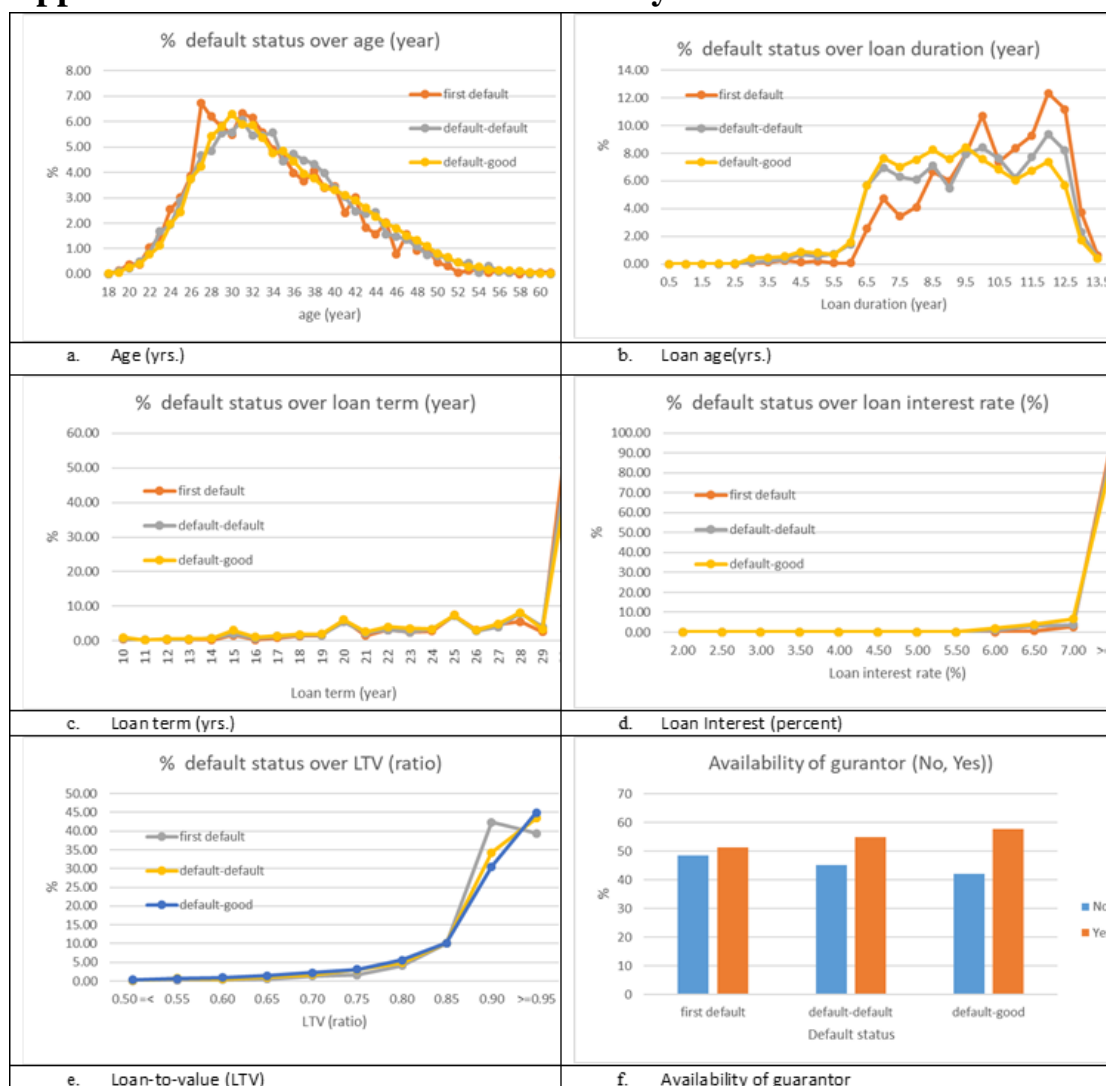 % default status over age (year)
8.00
7.00
6.00
5.00
4.00
3.00
2.00
1.00
0.00
%
first default
default-default
default-good
18 20 22 24 26 28 30 32 34 36 38 40 42 44 46 48 50 52 54 56 58 60
age (year)
a. Age (yrs.)
% default status over loan duration (year)
14.00
12.00
10.00
8.00
6.00
4.00
2.00
0.00
%
first default
default-default
default-good
0.5 1.5 2.5 3.5 4.5 5.5 6.5 7.5 8.5 9.5 10.5 11.5 12.5 13.5
Loan duration (year)
b. Loan age(yrs.)
% default status over loan term (year)
60.00
50.00
40.00
30.00
20.00
10.00
0.00
%
first default
default-default
default-good
10 11 12 13 14 15 16 17 18 19 20 21 22 23 24 25 26 27 28 29
Loan term (year)
c. Loan term (yrs.)
% default status over loan interest rate (%)
100.00
90.00
80.00
70.00
60.00
50.00
40.00
30.00
20.00
10.00
0.00
%
first default
default-default
default-good
2.00 2.50 3.00 3.50 4.00 4.50 5.00 5.50 6.00 6.50 7.00
Loan interest rate (%)
d. Loan Interest (percent)
% default status over LTV (ratio)
50.00
45.00
40.00
35.00
30.00
25.00
20.00
15.00
10.00
5.00
0.00
%
first default
default-default
default-good
0.50 =< 0.55 0.60 0.65 0.70 0.75 0.80 0.85 0.90 >=0.95
LTV (ratio)
e. Loan-to-value (LTV)
Availability of gurantor (No, Yes))
70
60
50
40
30
20
10
0
%
No
first default default-default default-good
Default status
f. Availability of guarantor